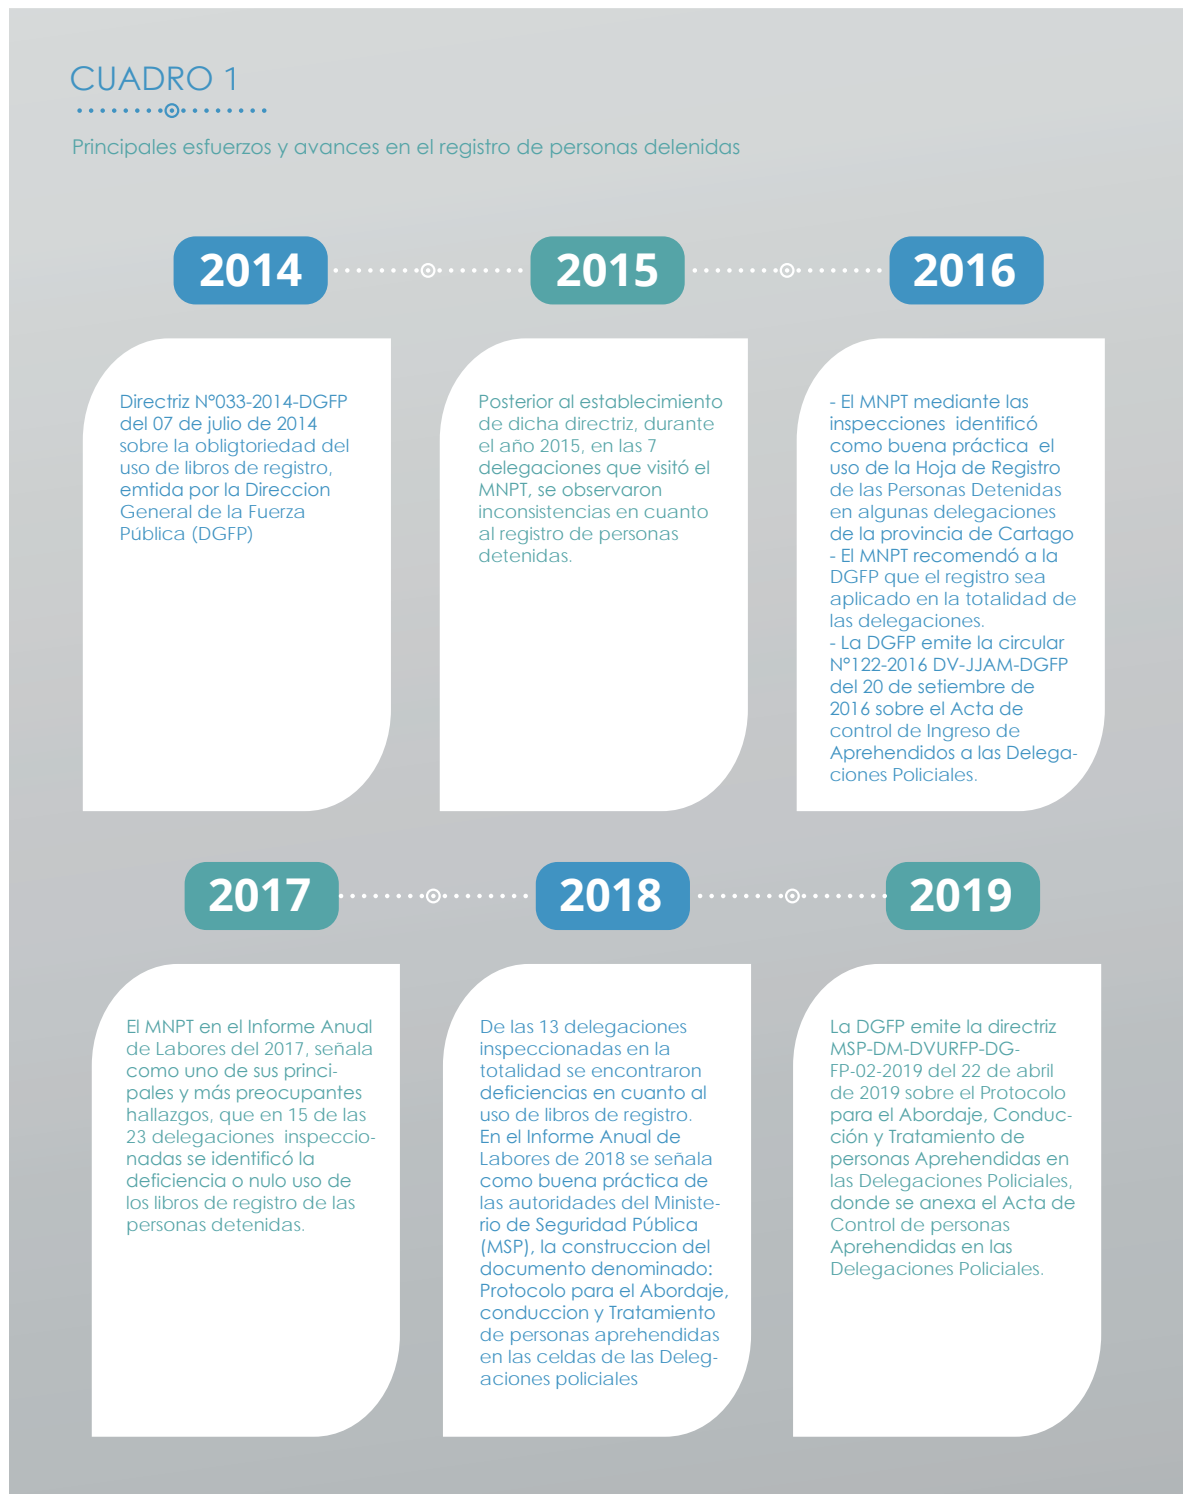 CUADRO 1
Principales esfuerzos y avances en el registro de personas delenidas
2014
2015
2016
Directriz Nº033-2014-DGFP
del 07 de julio de 2014
sobre la obligtoriedad del
uso de libros de registro,
emtida por la Direccion
General de la Fuerza
Pública (DGFP)
Posterior al establecimiento
de dicha directriz, durante
el año 2015, en las 7
delegaciones que visitó el
MNPT, se observaron
inconsistencias en cuanto
al registro de personas
detenidas.
- El MNPT mediante las
inspecciones identificó
como buena práctica el
uso de la Hoja de Registro
de las Personas Detenidas
en algunas delegaciones
de la provincia de Cartago
- El MNPT recomendó a la
DGFP que el registro sea
aplicado en la totalidad de
las delegaciones.
- La DGFP emite la circular
Nº122-2016 DV-JJAM-DGFP
del 20 de setiembre de
2016 sobre el Acta de
control de Ingreso de
Aprehendidos a las Delega-
ciones Policiales.
2017
2018
2019
El MNPT en el Informe Anual
de Labores del 2017, señala
como uno de sus princi-
pales y más preocupantes
hallazgos, que en 15 de las
23 delegaciones inspeccio-
nadas se identificó la
deficiencia o nulo uso de
los libros de registro de las
personas detenidas.
De las 13 delegaciones
inspeccionadas en la
totalidad se encontraron
deficiencias en cuanto al
uso de libros de registro.
En el Informe Anual de
Labores de 2018 se señala
como buena práctica de
las autoridades del Ministe-
rio de Seguridad Pública
(MSP), la construccion del
documento denominado:
Protocolo para el Abordaje,
conduccion y Tratamiento
de personas aprehendidas
en las celdas de las Deleg-
aciones policiales
La DGFP emite la directriz
MSP-DM-DVURFP-DG-
FP-02-2019 del 22 de abril
de 2019 sobre el Protocolo
para el Abordaje, Conduc-
ción y Tratamiento de
personas Aprehendidas en
las Delegaciones Policiales,
donde se anexa el Acta de
Control de personas
Aprehendidas en las
Delegaciones Policiales.